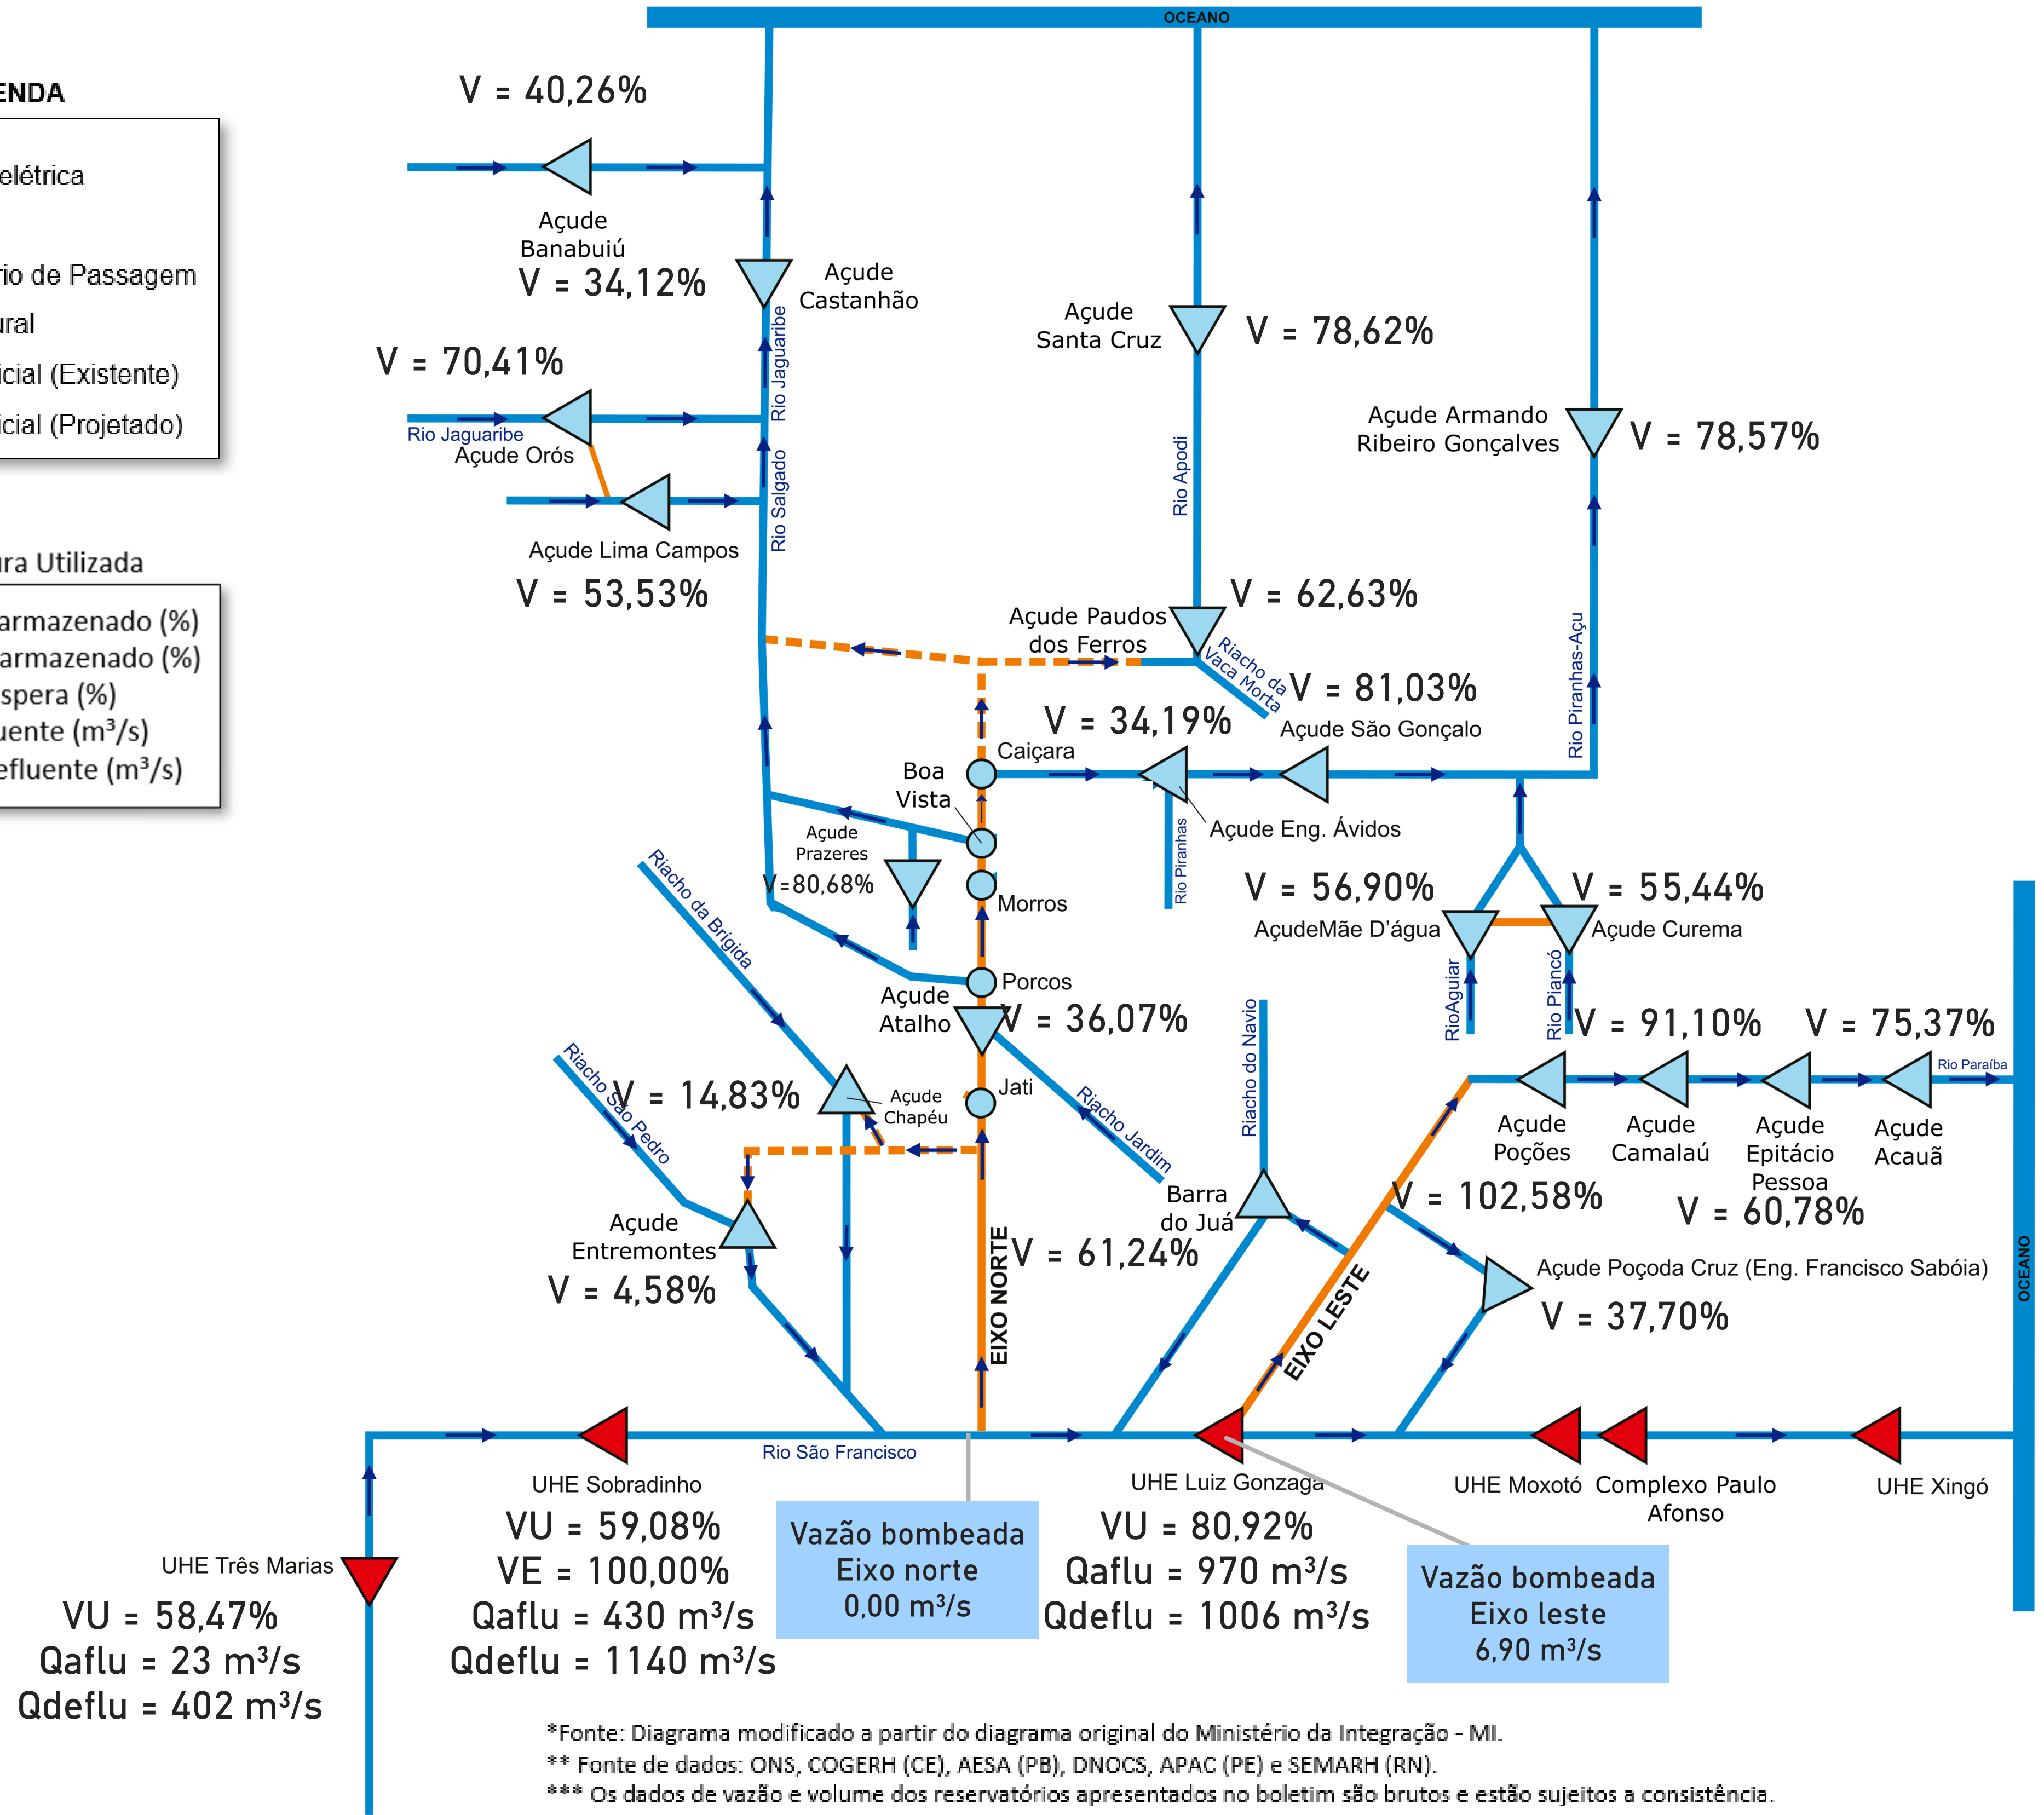 OCEANO
ENDA
elétrica
rio de Passagem
ural
icial (Existente)
icial (Projetado)
ura Utilizada
armazenado (%)
armazenado (%)
spera (%)
uente (m³/s)
efluente (m³/s)
V = 40,26%
Açude
Banabuiú
V = 34,12%
Açude
Castanhão
V = 70,41%
Rio Jaguaribe
Açude Orós
Rio Jaguaribe
Rio Salgado
Açude Lima Campos
V = 53,53%
Açude
Santa Cruz
V = 78,62%
Rio Apodi
Açude Armando
Ribeiro Gonçalves
V = 78,57%
Rio Piranhas-Açu
Açude Paudos
dos Ferros
V = 62,63%
Riacho da
Vaca Morta
V = 81,03%
Açude São Gonçalo
V = 34,19%
Caiçara
Boa
Vista
Açude Eng. Ávidos
Rio Piranhas
Açude
Prazeres
V=80,68%
Morros
Porcos
Açude
Atalho
V = 36,07%
Jati
Riacho Jardim
Riacho da Brígida
Riacho São Pedro
V = 14,83%
Açude
Chapéu
Açude
Entremontes
V = 4,58%
EIXO NORTE
V = 61,24%
V = 56,90%
AçudeMãe D'água
V = 55,44%
Açude Curema
RioAguiar
Rio Piancó
Riacho do Navio
Barra
do Juá
V = 91,10%
V = 75,37%
Rio Paraíba
Açude
Poções
Açude
Camalaú
Açude
Epitácio
Pessoa
Açude
Acauã
V = 102,58%
V = 60,78%
Açude Poçoda Cruz (Eng. Francisco Sabóia)
V = 37,70%
EIXO LESTE
OCEANO
Rio São Francisco
UHE Sobradinho
VU = 59,08%
VE = 100,00%
Qaflu = 430 m³/s
Qdeflu = 1140 m³/s
Vazão bombeada
Eixo norte
0,00 m³/s
UHE Luiz Gonzaga
VU = 80,92%
Qaflu = 970 m³/s
Qdeflu = 1006 m³/s
Vazão bombeada
Eixo leste
6,90 m³/s
UHE Moxotó
Complexo Paulo
Afonso
UHE Xingó
UHE Três Marias
VU = 58,47%
Qaflu = 23 m³/s
Qdeflu = 402 m³/s
*Fonte: Diagrama modificado a partir do diagrama original do Ministério da Integração - MI.
** Fonte de dados: ONS, COGERH (CE), AESA (PB), DNOCS, APAC (PE) e SEMARH (RN).
*** Os dados de vazão e volume dos reservatórios apresentados no boletim são brutos e estão sujeitos a consistência.